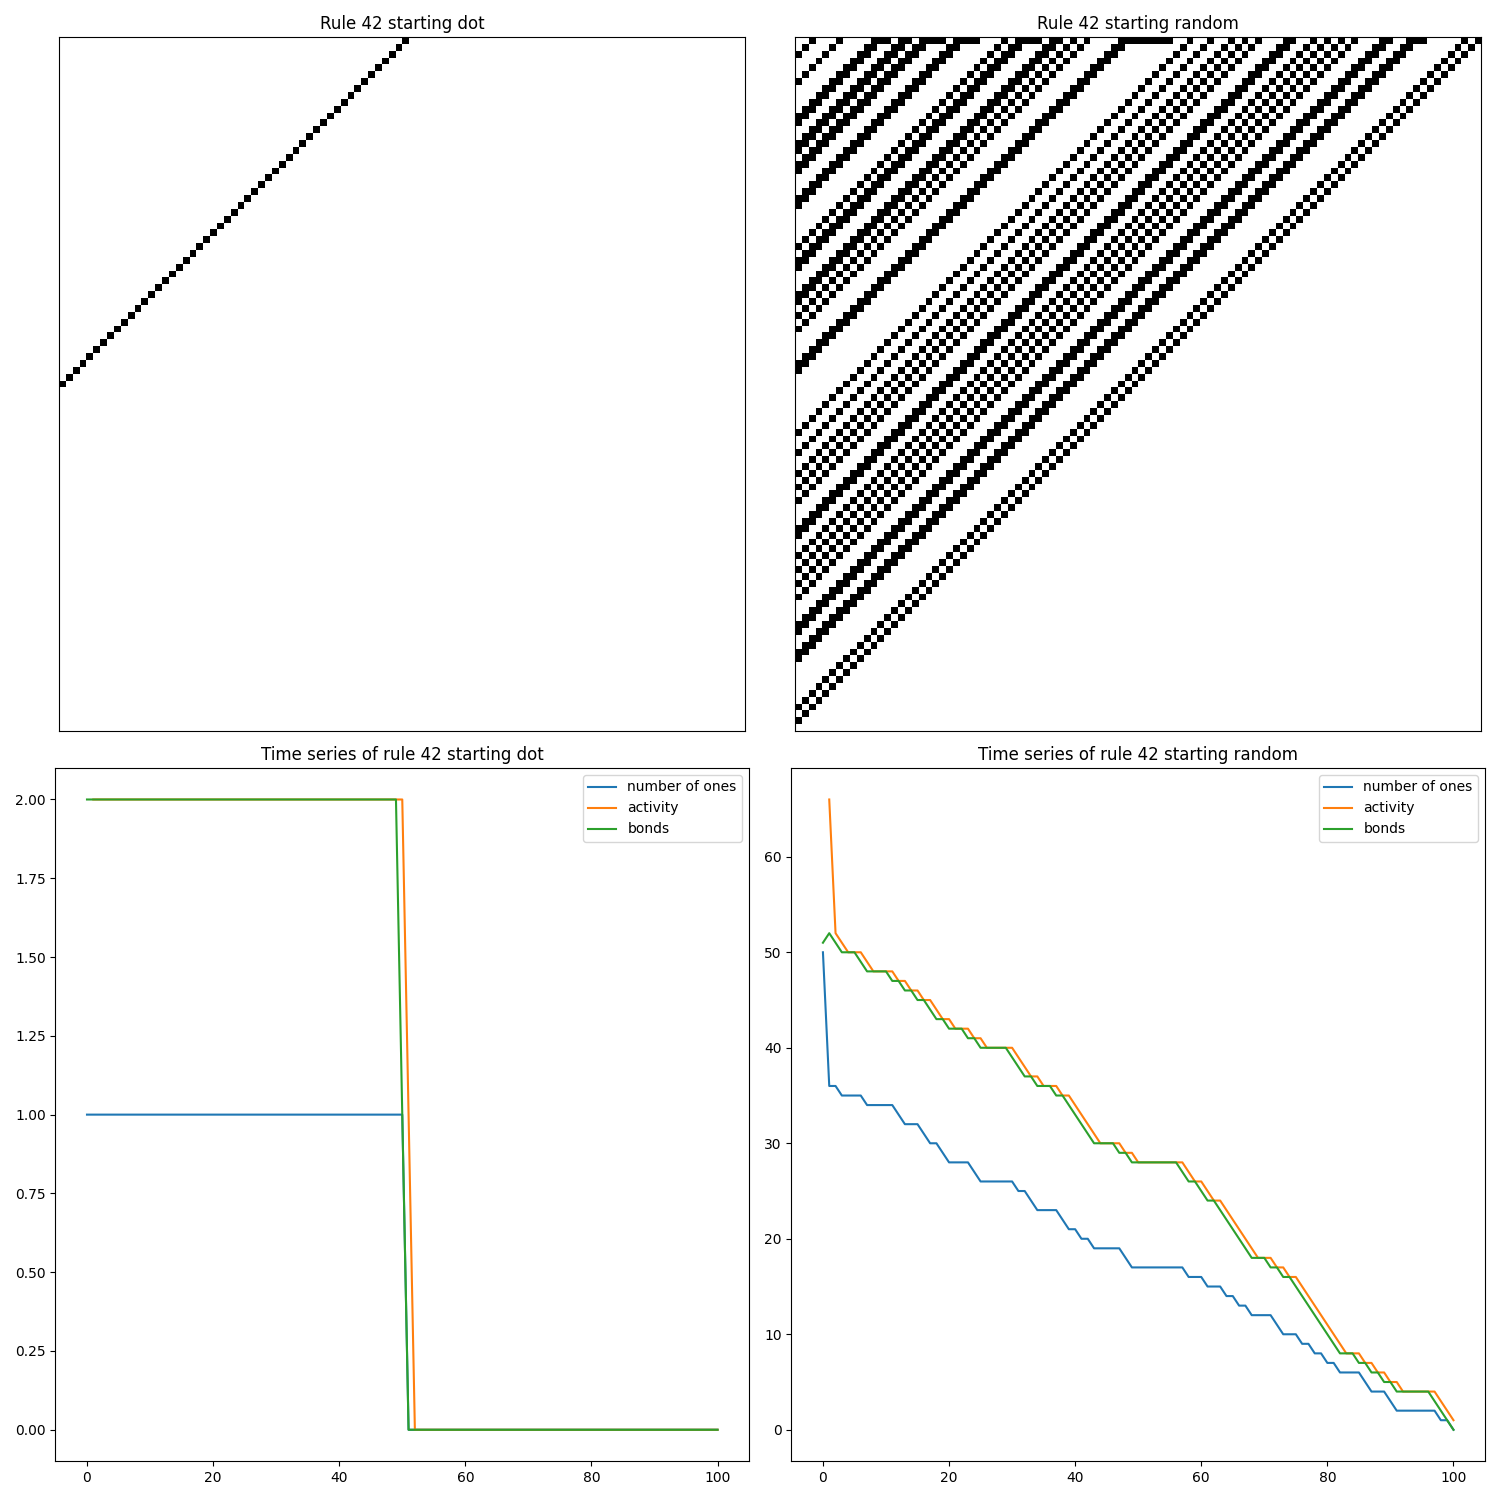 Rule 42 starting dot
Rule 42 starting random
Time series of rule 42 starting dot
2.00
1.75
1.50
1.25
1.00
0.75
0.50
0.25
0.00
0 20 40 60 80 100
number of ones
activity
bonds
Time series of rule 42 starting random
60
50
40
30
20
10
0
0 20 40 60 80 100
number of ones
activity
bonds